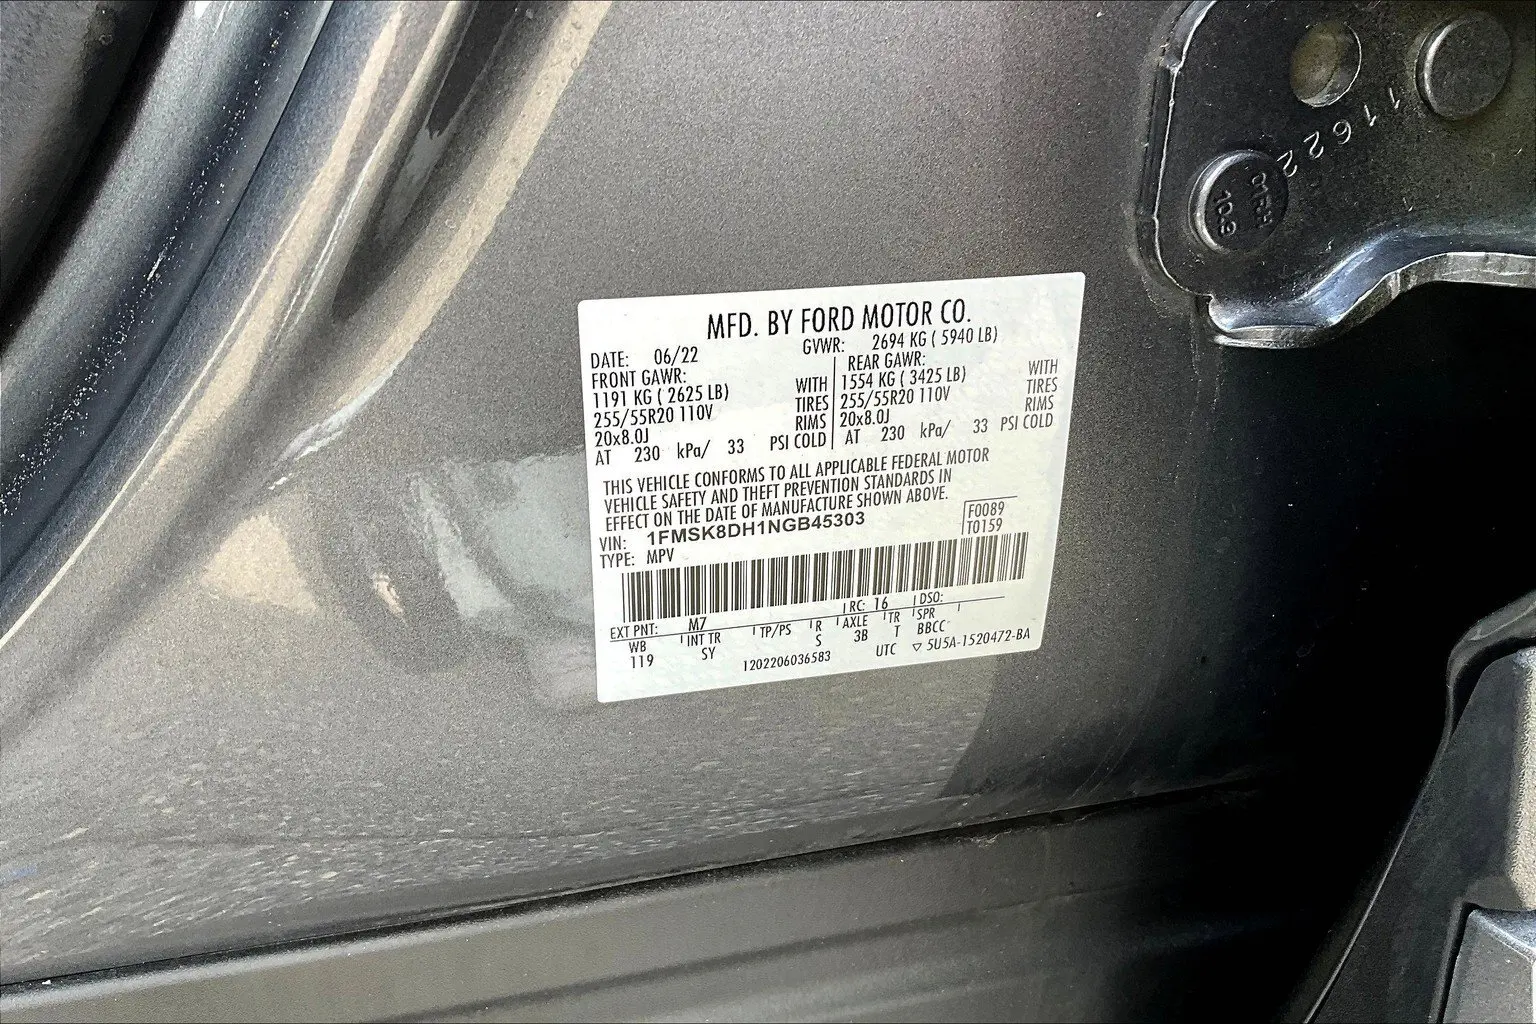 11622
01RH
10.9
MFD. BY FORD MOTOR CO.
DATE: 06/22 GVWR: 2694 KG ( 5940 LB)
FRONT GAWR: REAR GAWR:
1191 KG ( 2625 LB) WITH 1554 KG ( 3425 LB) WITH
255/55R20 110V TIRES 255/55R20 110V TIRES
20x8.0J RIMS 20x8.0J RIMS
AT 230 kPa/ 33 PSI COLD AT 230 kPa/ 33 PSI COLD
THIS VEHICLE CONFORMS TO ALL APPLICABLE FEDERAL MOTOR
VEHICLE SAFETY AND THEFT PREVENTION STANDARDS IN
EFFECT ON THE DATE OF MANUFACTURE SHOWN ABOVE.
F0089
VIN: 1FMSK8DH1NGB45303 T0159
TYPE: MPV
EXT PNT: M7 RC: 16 DSO:
WB INT TR TP/PS R AXLE TR SPR
119 SY S 3B T BBCC
1202206036583 UTC ▽ 5U5A-1520472-BA